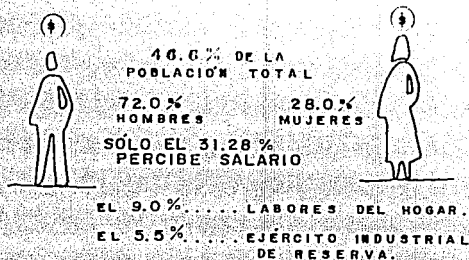 46.6% DE LA
POBLACIÓN TOTAL
72.0% 28.0%
HOMBRES MUJERES
SÓLO EL 31.28 %
PERCIBE SALARIO
EL 9.0%..... LABORES DEL HOGAR.
EL 5.5%..... EJÉRCITO INDUSTRIAL
DE RESERVA.